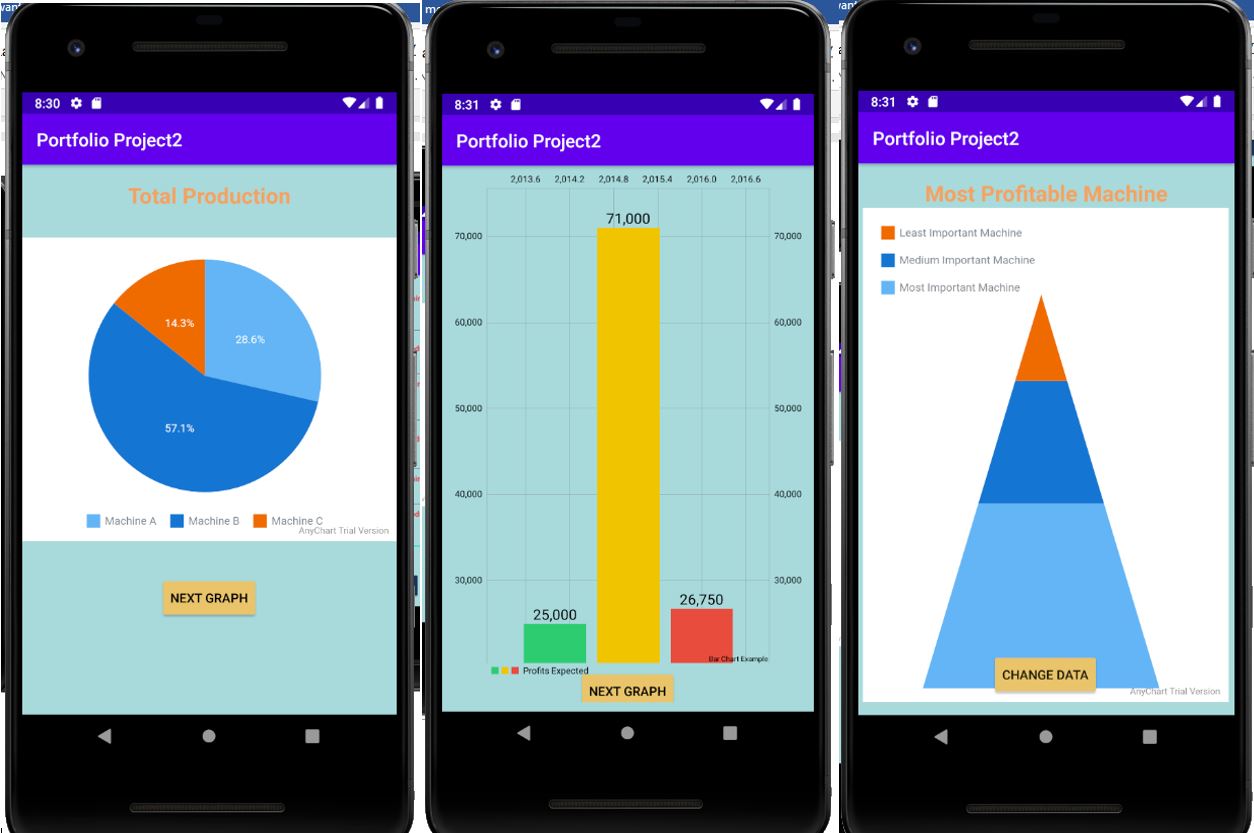 8:30
Portfolio Project2
Total Production
14.3%
28.6%
57.1%
Machine A
Machine B
Machine C
AnyChart Trial Version
NEXT GRAPH
8:31
Portfolio Project2
2,013.6 2,014.2 2,014.8 2,015.4 2,016.0 2,016.6
71,000
70,000 70,000
60,000 60,000
50,000 50,000
40,000 40,000
30,000 30,000
25,000
26,750
Bar Chart Example
Profits Expected
NEXT GRAPH
8:31
Portfolio Project2
Most Profitable Machine
Least Important Machine
Medium Important Machine
Most Important Machine
CHANGE DATA
AnyChart Trial Version